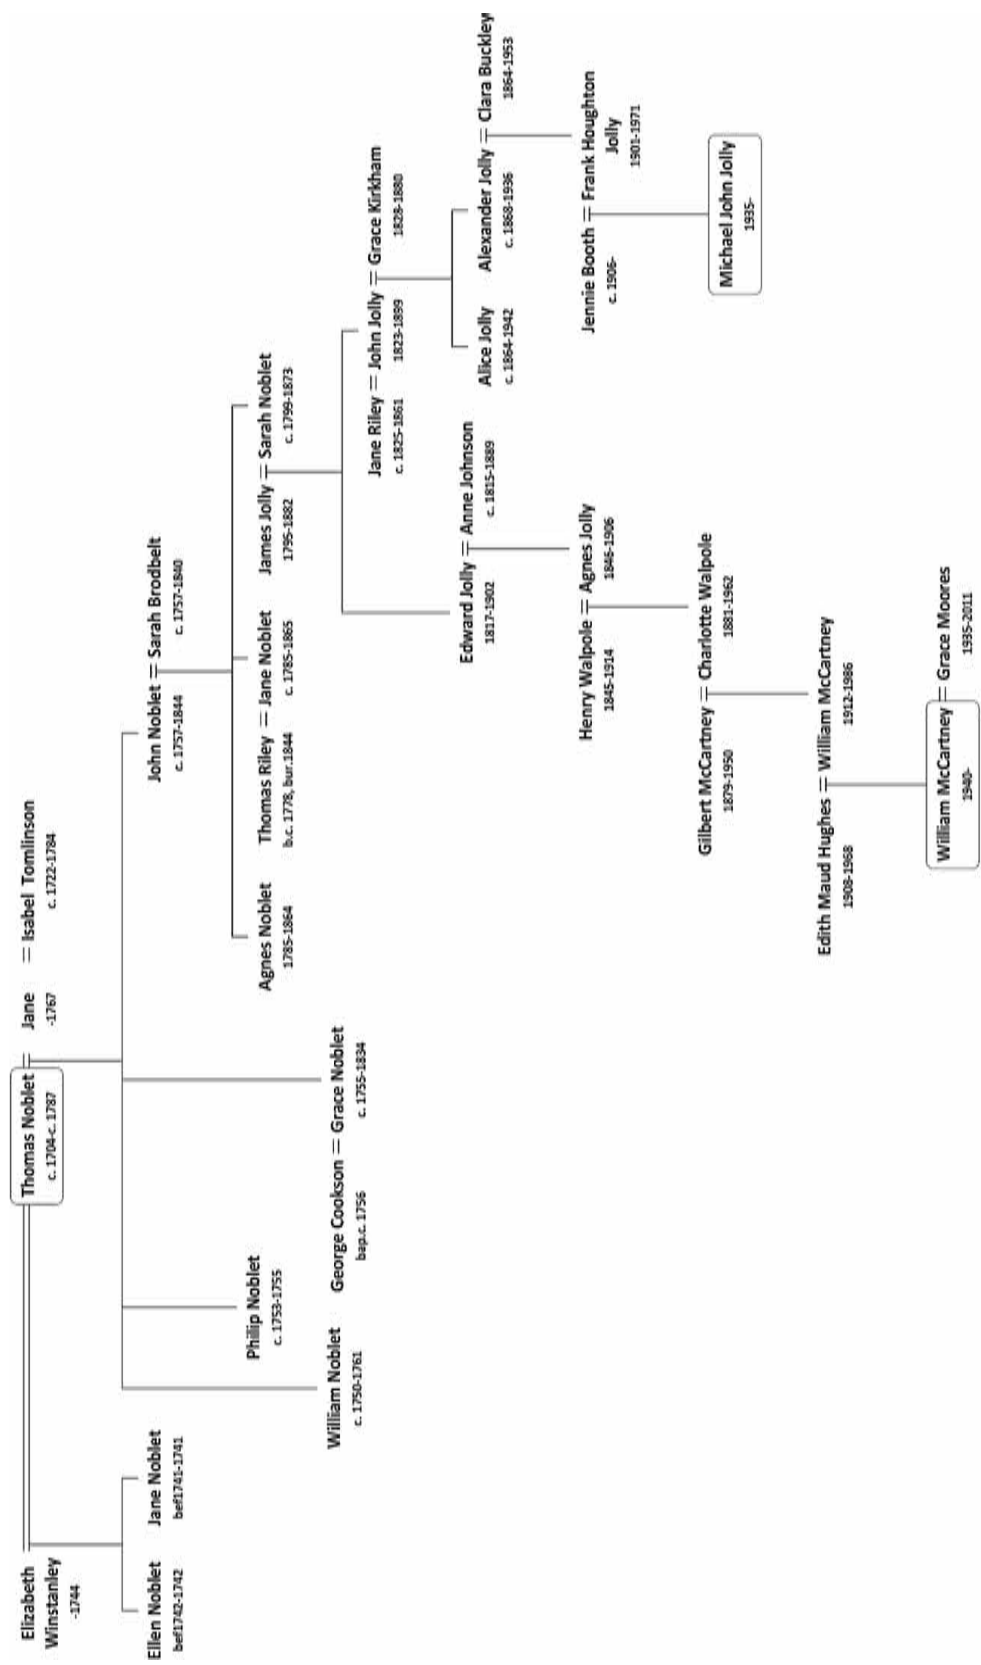 Elizabeth
Winstanley
-1744
Thomas Noblet
c. 1704-c. 1787
=
Jane
-1767
= Isabel Tomlinson
c. 1722-1784
Ellen Noblet
bef1742-1742
Jane Noblet
bef1741-1741
John Noblet = Sarah Brodbelt
c. 1757-1844
c. 1757-1840
Philip Noblet
c. 1753-1755
William Noblet
c. 1750-1761
George Cookson = Grace Noblet
bap.c. 1756
c. 1755-1834
Agnes Noblet
1785-1864
Thomas Riley = Jane Noblet
b.c. 1778, bur.1844
c. 1785-1865
James Jolly = Sarah Noblet
1795-1882
c. 1799-1873
Jane Riley = John Jolly = Grace Kirkham
c. 1825-1861
1823-1899
1828-1880
Edward Jolly = Anne Johnson
1817-1902
c. 1815-1889
Alice Jolly
c. 1864-1942
Alexander Jolly = Clara Buckley
c. 1868-1936
1864-1953
Henry Walpole = Agnes Jolly
1845-1914
1846-1906
Jennie Booth = Frank Houghton
Jolly
c. 1906-
1901-1971
Gilbert McCartney = Charlotte Walpole
1879-1950
1881-1962
Michael John Jolly
1935-
Edith Maud Hughes = William McCartney
1908-1968
1912-1986
William McCartney = Grace Moores
1940-
1935-2011